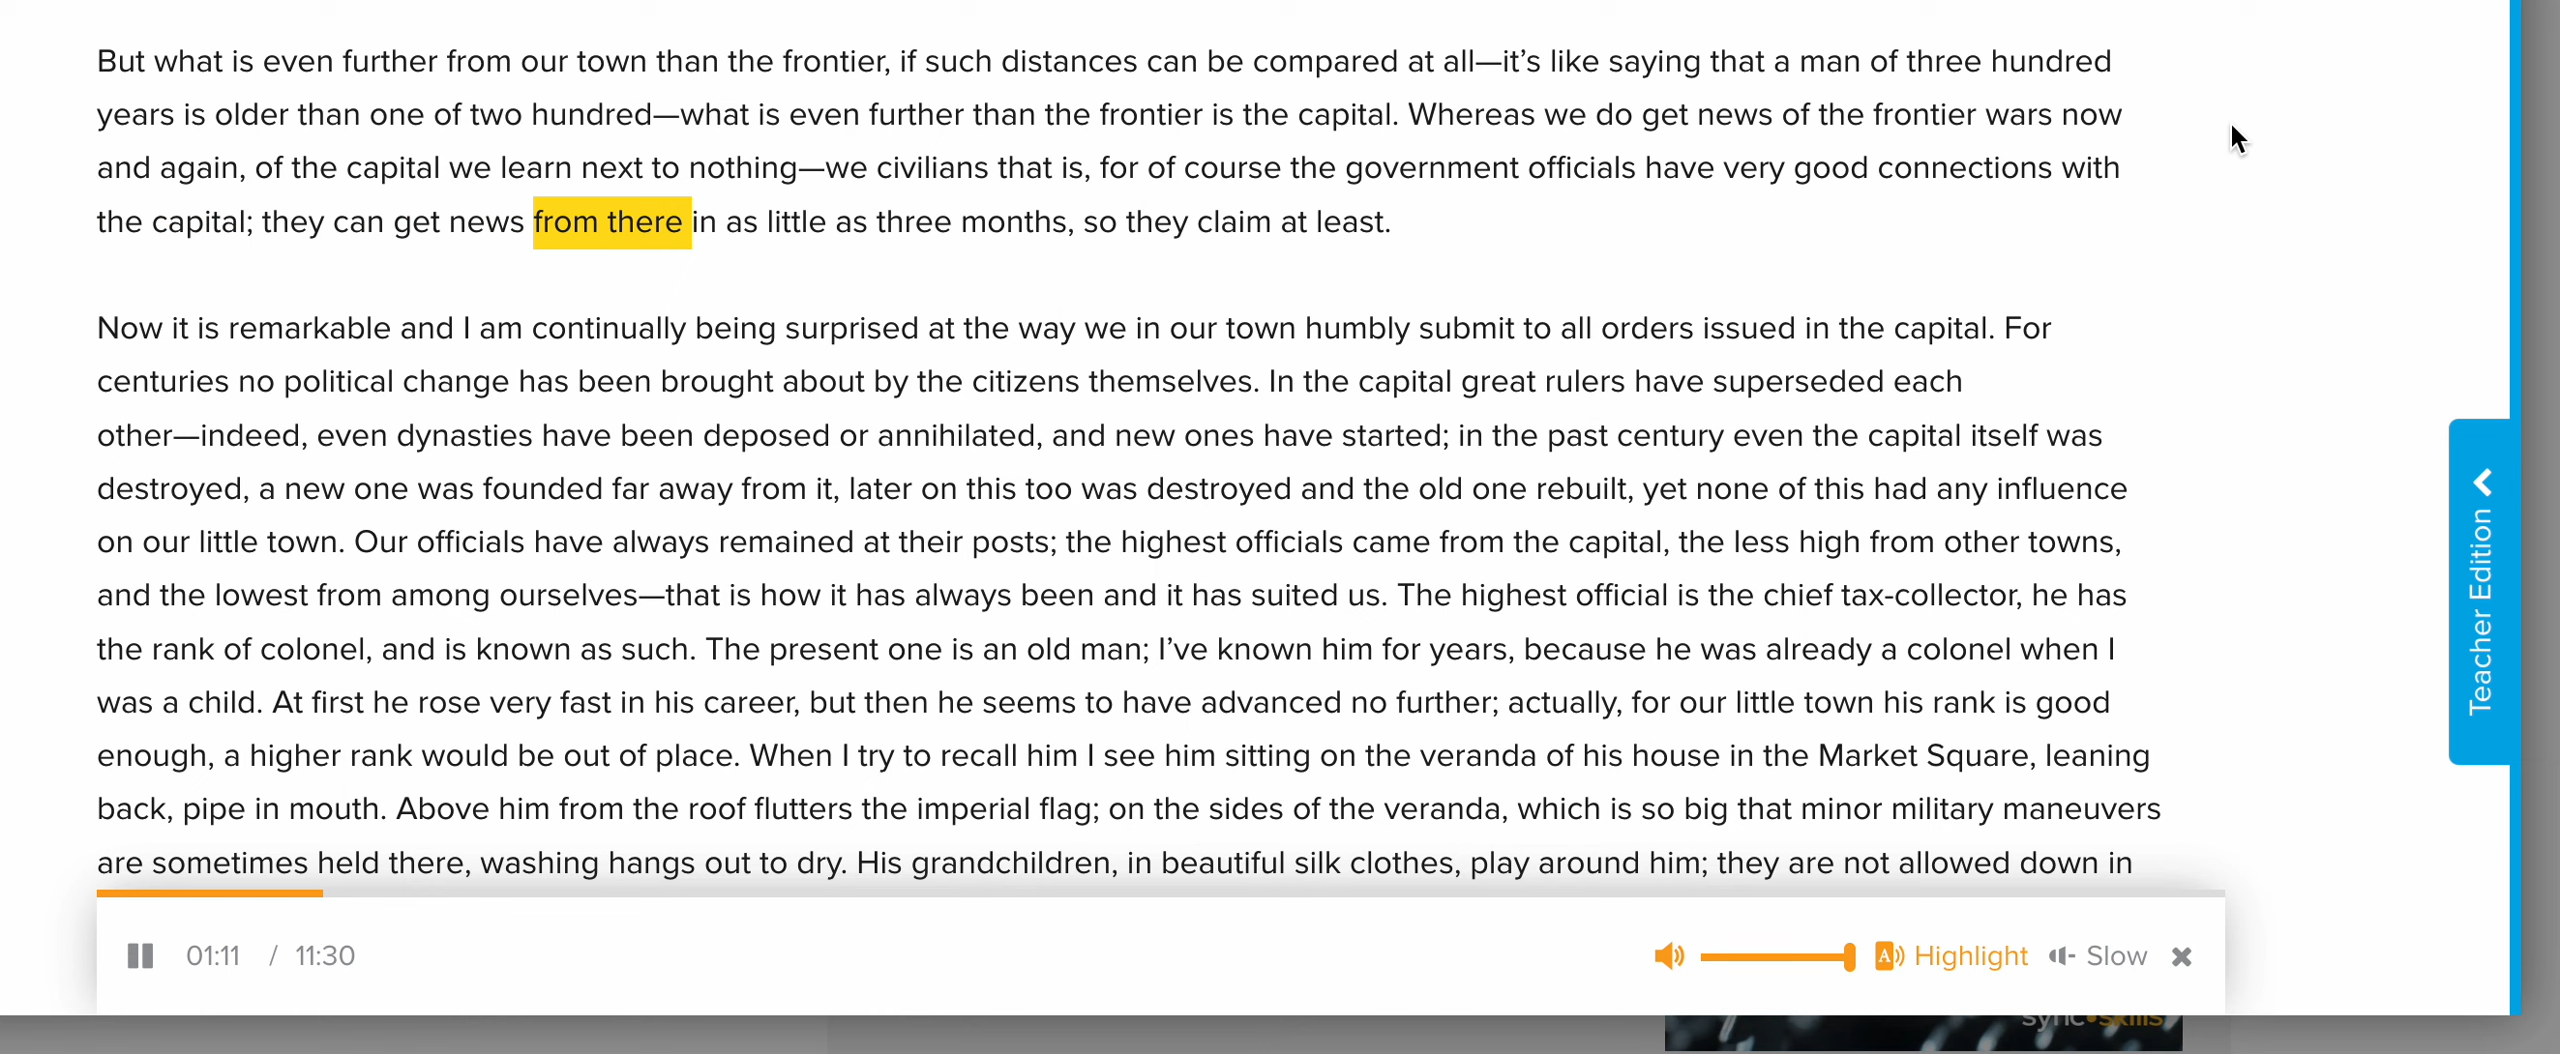 But what is even further from our town than the frontier, if such distances can be compared at all—it’s like saying that a man of three hundred
years is older than one of two hundred—what is even further than the frontier is the capital. Whereas we do get news of the frontier wars now
and again, of the capital we learn next to nothing—we civilians that is, for of course the government officials have very good connections with
the capital; they can get news from there in as little as three months, so they claim at least.
Now it is remarkable and I am continually being surprised at the way we in our town humbly submit to all orders issued in the capital. For
centuries no political change has been brought about by the citizens themselves. In the capital great rulers have superseded each
other—indeed, even dynasties have been deposed or annihilated, and new ones have started; in the past century even the capital itself was
destroyed, a new one was founded far away from it, later on this too was destroyed and the old one rebuilt, yet none of this had any influence
on our little town. Our officials have always remained at their posts; the highest officials came from the capital, the less high from other towns,
and the lowest from among ourselves—that is how it has always been and it has suited us. The highest official is the chief tax-collector, he has
the rank of colonel, and is known as such. The present one is an old man; I’ve known him for years, because he was already a colonel when I
was a child. At first he rose very fast in his career, but then he seems to have advanced no further; actually, for our little town his rank is good
enough, a higher rank would be out of place. When I try to recall him I see him sitting on the veranda of his house in the Market Square, leaning
back, pipe in mouth. Above him from the roof flutters the imperial flag; on the sides of the veranda, which is so big that minor military maneuvers
are sometimes held there, washing hangs out to dry. His grandchildren, in beautiful silk clothes, play around him; they are not allowed down in
Teacher Edition
01:11 / 11:30
A Highlight Slow
sync•skills